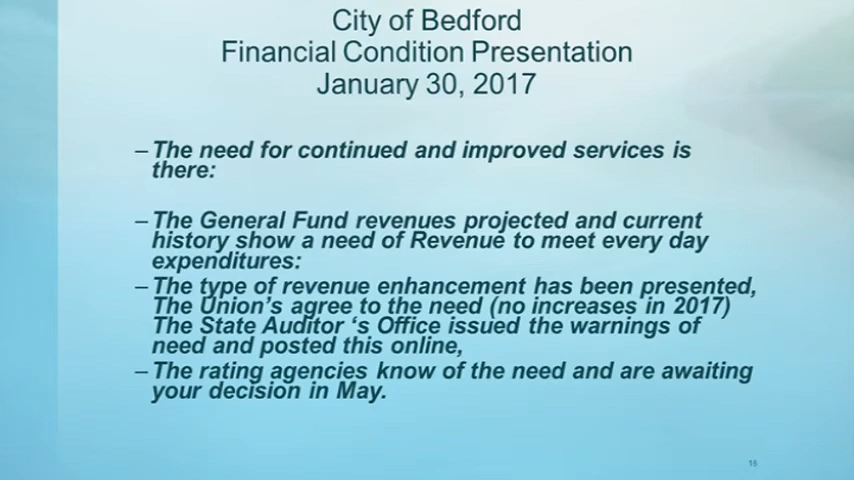 City of Bedford
Financial Condition Presentation
January 30, 2017
– The need for continued and improved services is
there:
– The General Fund revenues projected and current
history show a need of Revenue to meet every day
expenditures:
– The type of revenue enhancement has been presented,
The Union's agree to the need (no increases in 2017)
The State Auditor 's Office issued the warnings of
need and posted this online,
– The rating agencies know of the need and are awaiting
your decision in May.
16